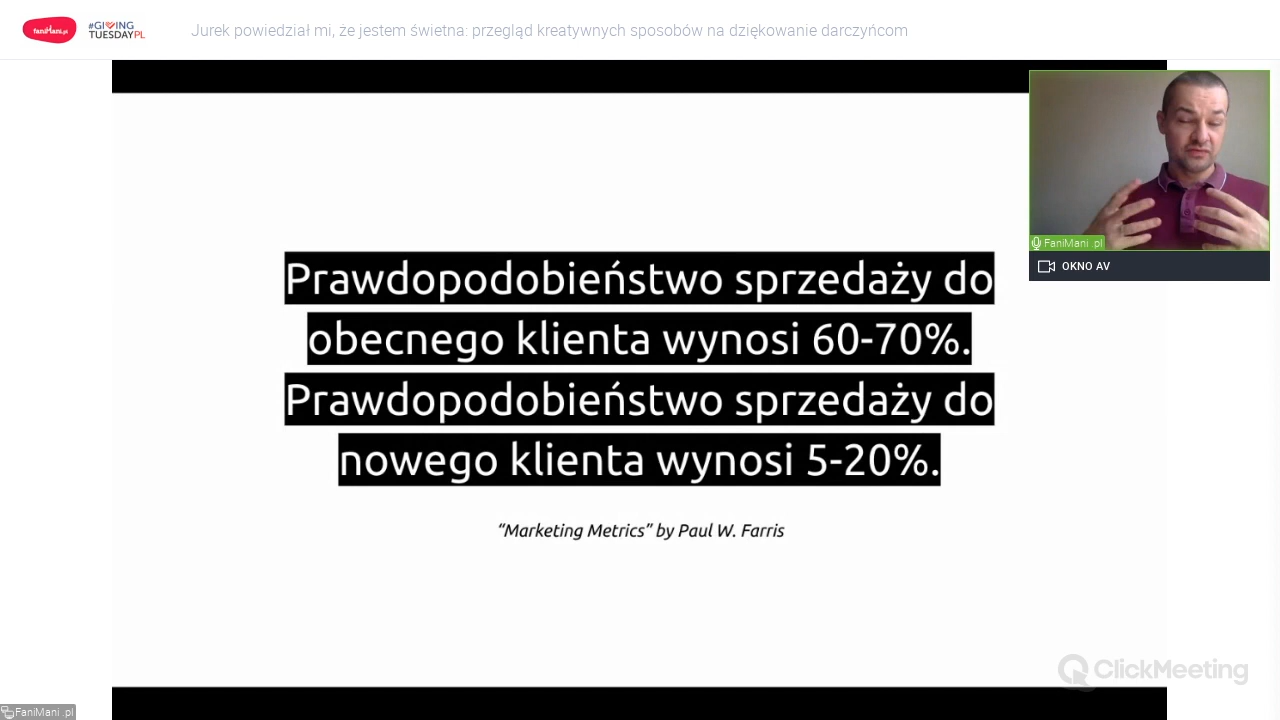 faniMani.pl
#GIVING
TUESDAYPL
Jurek powiedział mi, że jestem świetna: przegląd kreatywnych sposobów na dziękowanie darczyńcom
FaniMani .pl
OKNO AV
Prawdopodobieństwo sprzedaży do
obecnego klienta wynosi 60-70%.
Prawdopodobieństwo sprzedaży do
nowego klienta wynosi 5-20%.
“Marketing Metrics” by Paul W. Farris
ClickMeeting
FaniMani .pl